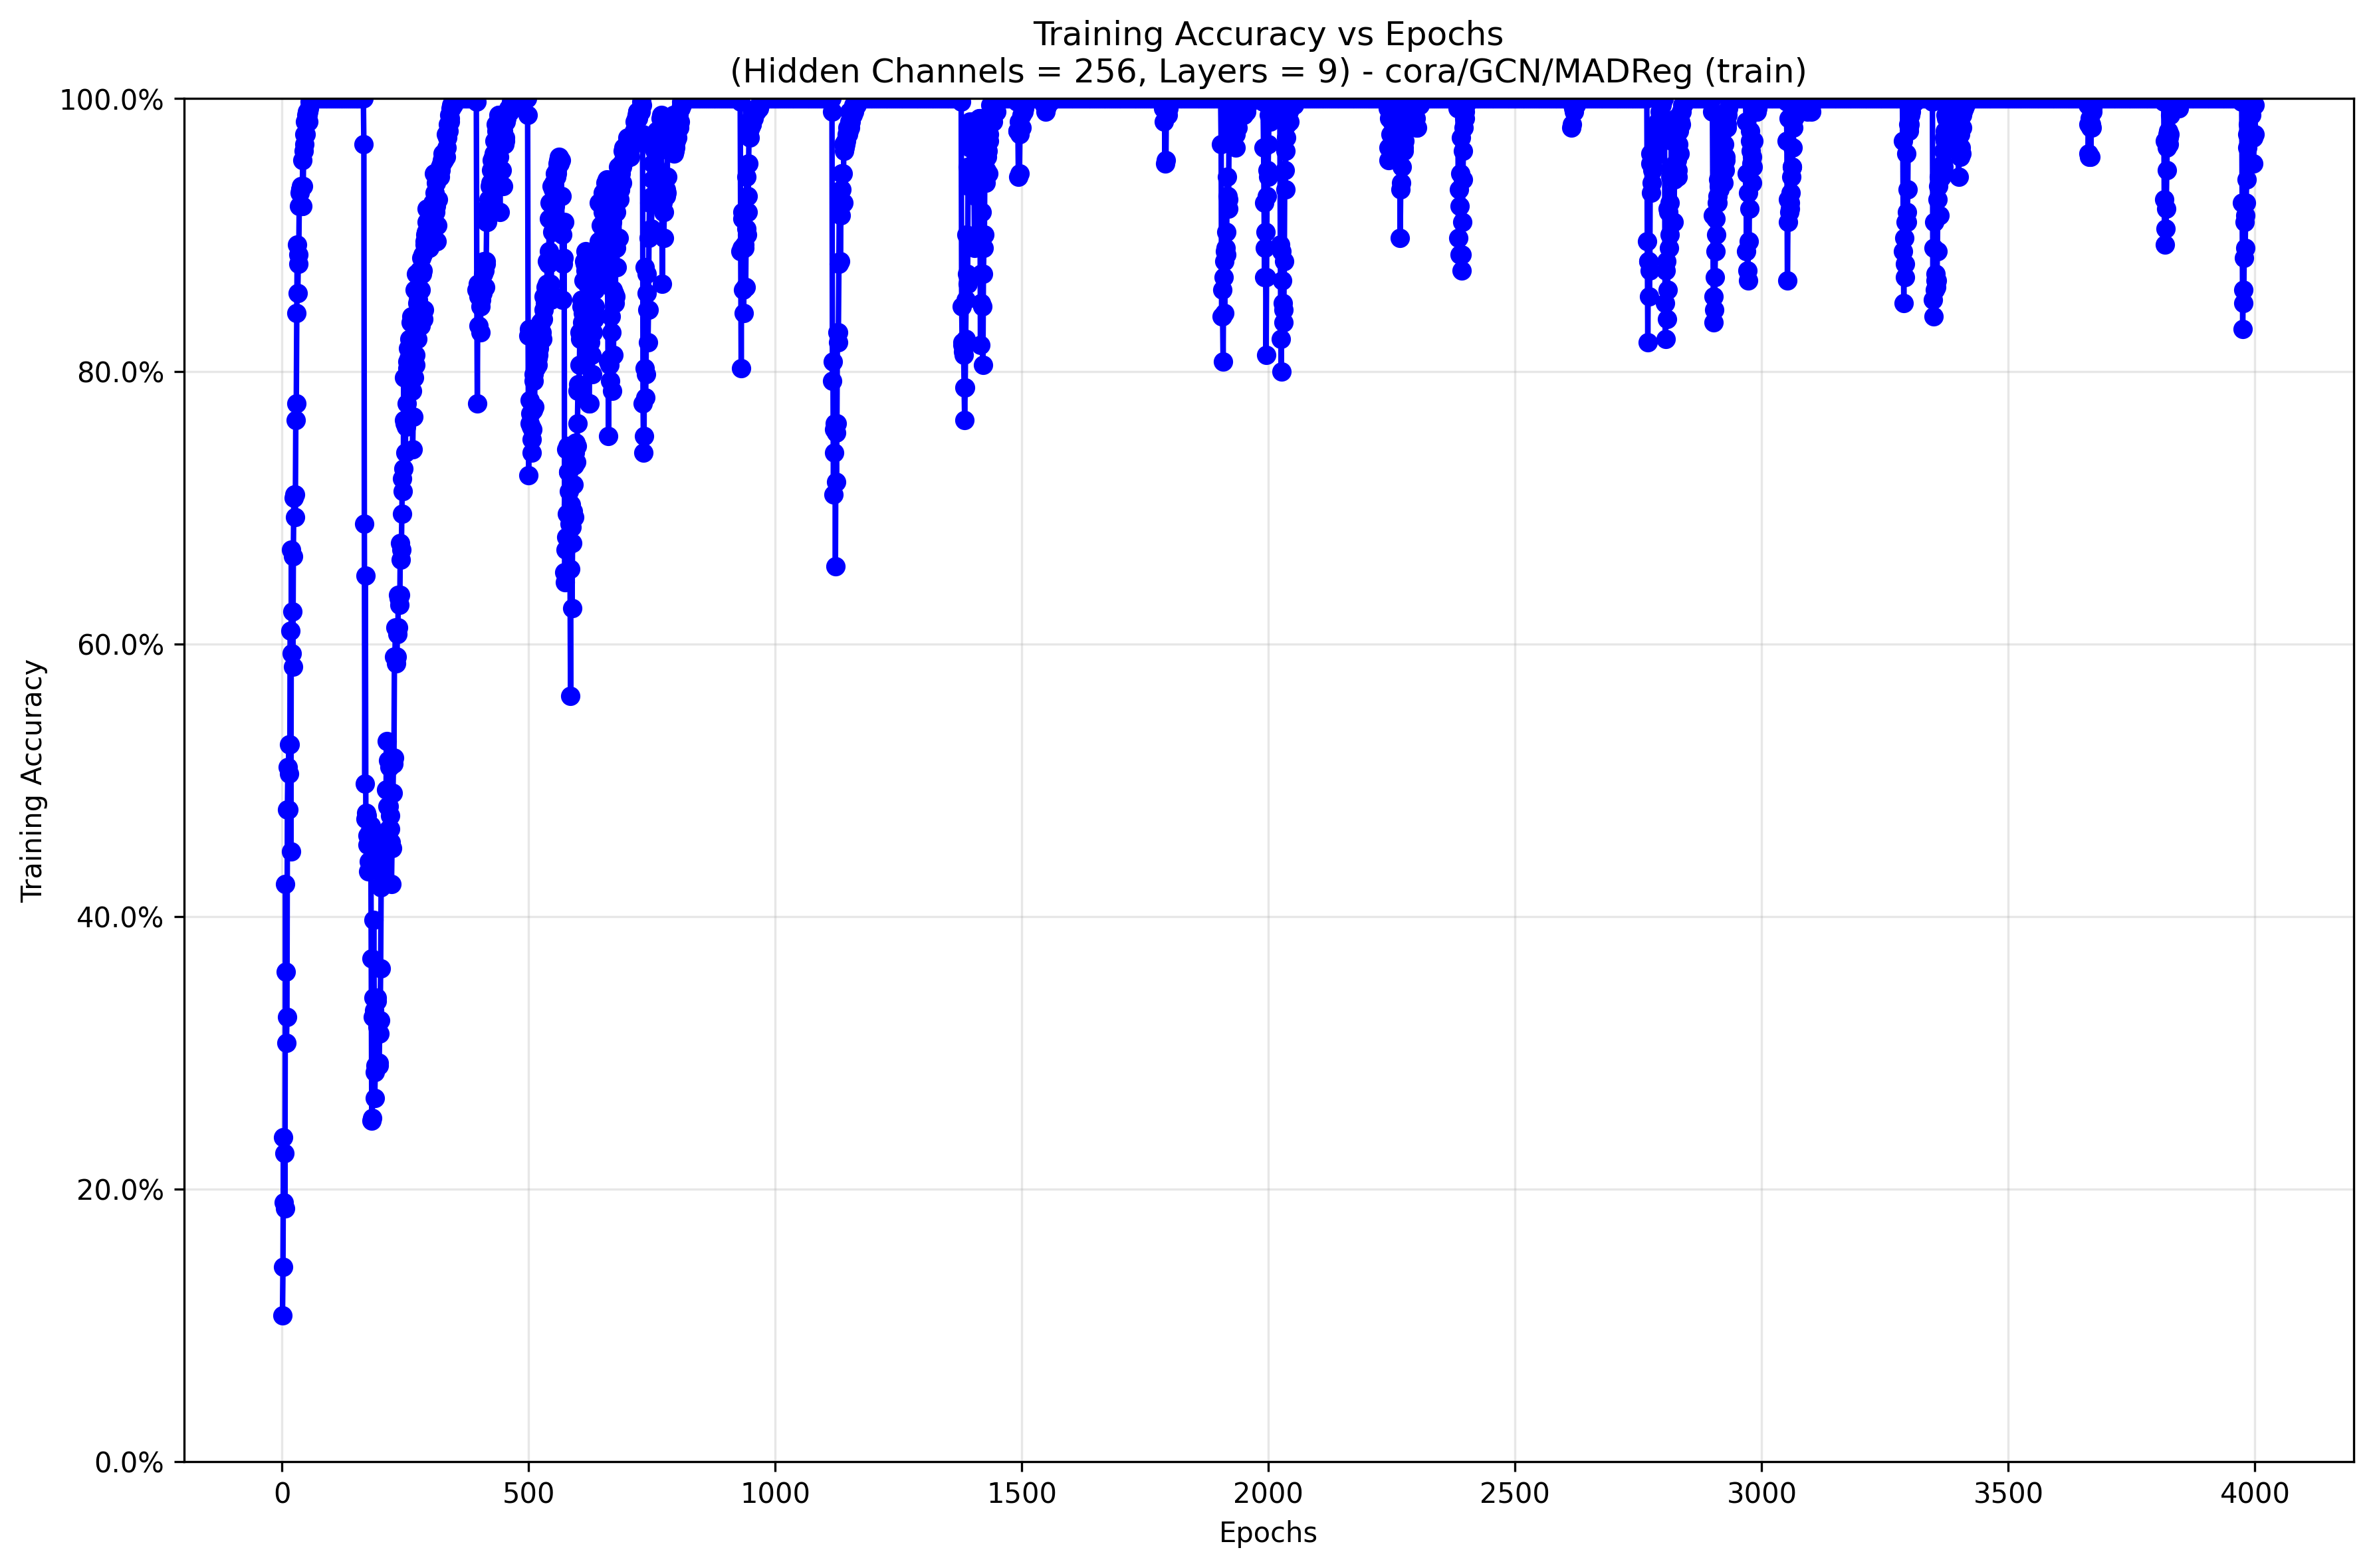 Training Accuracy vs Epochs
(Hidden Channels = 256, Layers = 9) - cora/GCN/MADReg (train)
100.0%
80.0%
60.0%
40.0%
20.0%
0.0%
Training Accuracy
0 500 1000 1500 2000 2500 3000 3500 4000
Epochs